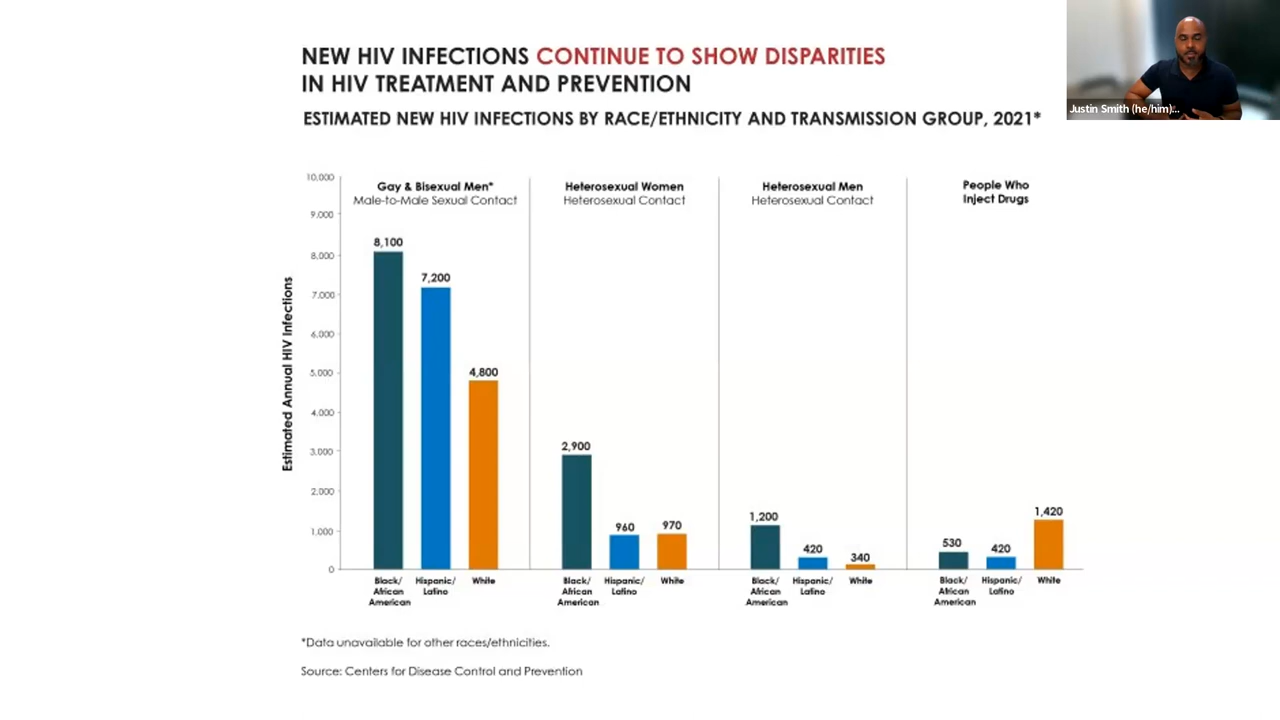 NEW HIV INFECTIONS CONTINUE TO SHOW DISPARITIES
IN HIV TREATMENT AND PREVENTION
ESTIMATED NEW HIV INFECTIONS BY RACE/ETHNICITY AND TRANSMISSION GROUP, 2021*
Justin Smith (he/him)...
Estimated Annual HIV Infections
10,000
9,000
8,000
7,000
6,000
5,000
4,000
3,000
2,000
1,000
0
Gay & Bisexual Men*
Male-to-Male Sexual Contact
8,100
7,200
4,800
Black/
African
American
Hispanic/
Latino
White
Heterosexual Women
Heterosexual Contact
2,900
960
970
Black/
African
American
Hispanic/
Latino
White
Heterosexual Men
Heterosexual Contact
1,200
420
340
Black/
African
American
Hispanic/
Latino
White
People Who
Inject Drugs
530
420
1,420
Black/
African
American
Hispanic/
Latino
White
*Data unavailable for other races/ethnicities.
Source: Centers for Disease Control and Prevention